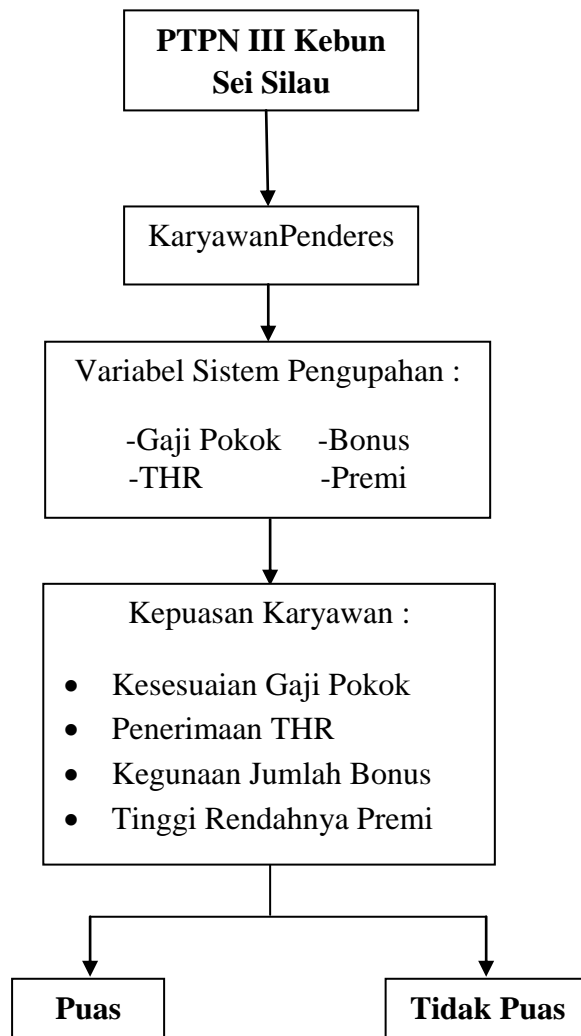 PTPN III Kebun
Sei Silau
KaryawanPenderes
Variabel Sistem Pengupahan :
-Gaji Pokok -Bonus
-THR -Premi
Kepuasan Karyawan :
• Kesesuaian Gaji Pokok
• Penerimaan THR
• Kegunaan Jumlah Bonus
• Tinggi Rendahnya Premi
Puas Tidak Puas